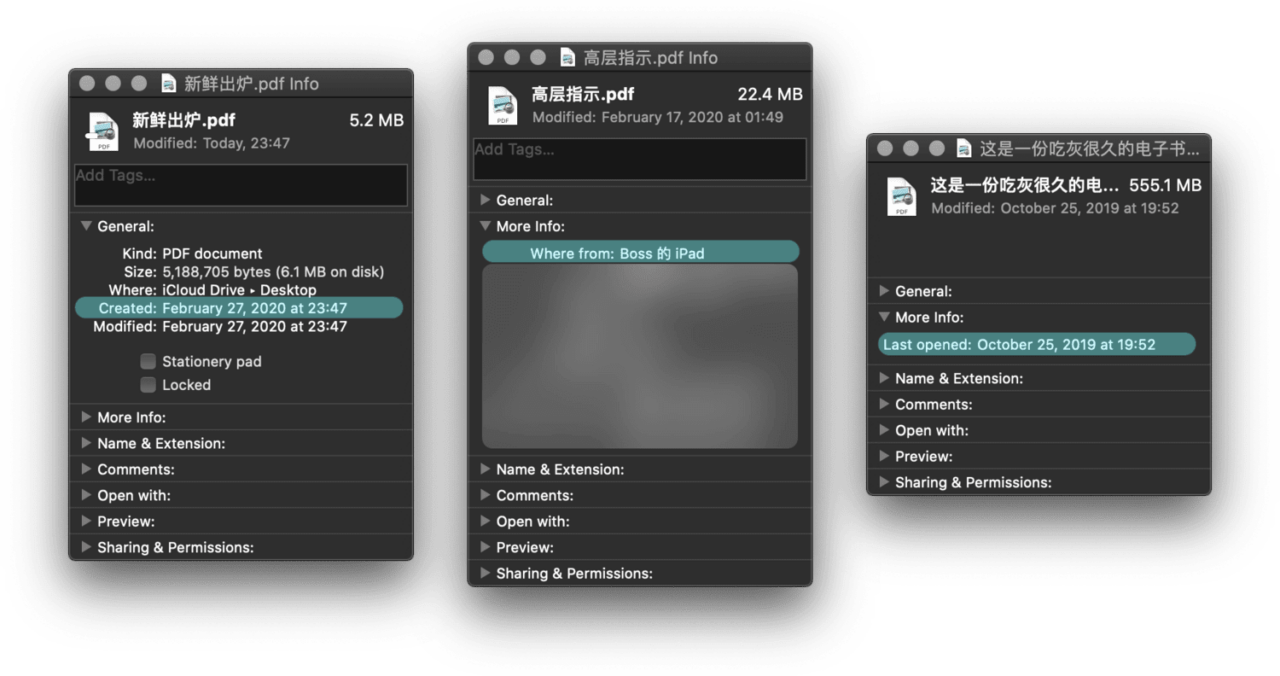 新鲜出炉.pdf Info
新鲜出炉.pdf 5.2 MB
Modified: Today, 23:47
Add Tags...
General:
Kind: PDF document
Size: 5,188,705 bytes (6.1 MB on disk)
Where: iCloud Drive ▸ Desktop
Created: February 27, 2020 at 23:47
Modified: February 27, 2020 at 23:47
Stationery pad
Locked
More Info:
Name & Extension:
Comments:
Open with:
Preview:
Sharing & Permissions:
高层指示.pdf Info
高层指示.pdf 22.4 MB
Modified: February 17, 2020 at 01:49
Add Tags...
General:
More Info:
Where from: Boss 的 iPad
Name & Extension:
Comments:
Open with:
Preview:
Sharing & Permissions:
这是一份吃灰很久的电子书...
这是一份吃灰很久的电... 555.1 MB
Modified: October 25, 2019 at 19:52
General:
More Info:
Last opened: October 25, 2019 at 19:52
Name & Extension:
Comments:
Open with:
Preview:
Sharing & Permissions: